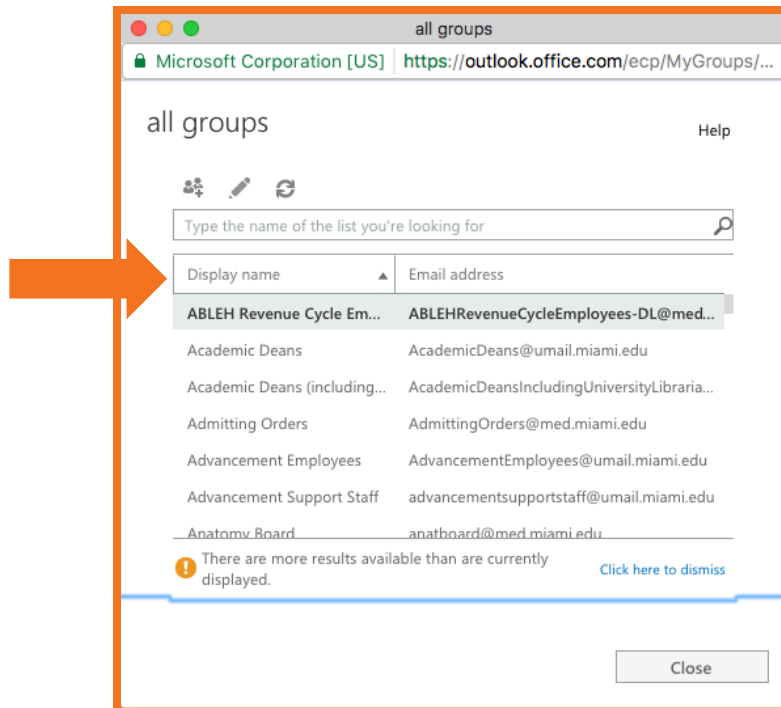 all groups
Microsoft Corporation [US] https://outlook.office.com/ecp/MyGroups/...
all groups
Help
Type the name of the list you're looking for
Display name Email address
ABLEH Revenue Cycle Em... ABLEHRevenueCycleEmployees-DL@med...
Academic Deans AcademicDeans@umail.miami.edu
Academic Deans (including... AcademicDeansIncludingUniversityLibraria...
Admitting Orders AdmittingOrders@med.miami.edu
Advancement Employees AdvancementEmployees@umail.miami.edu
Advancement Support Staff advancementsupportstaff@umail.miami.edu
Anatomy Board anatboard@med.miami.edu
There are more results available than are currently
displayed.
Click here to dismiss
Close